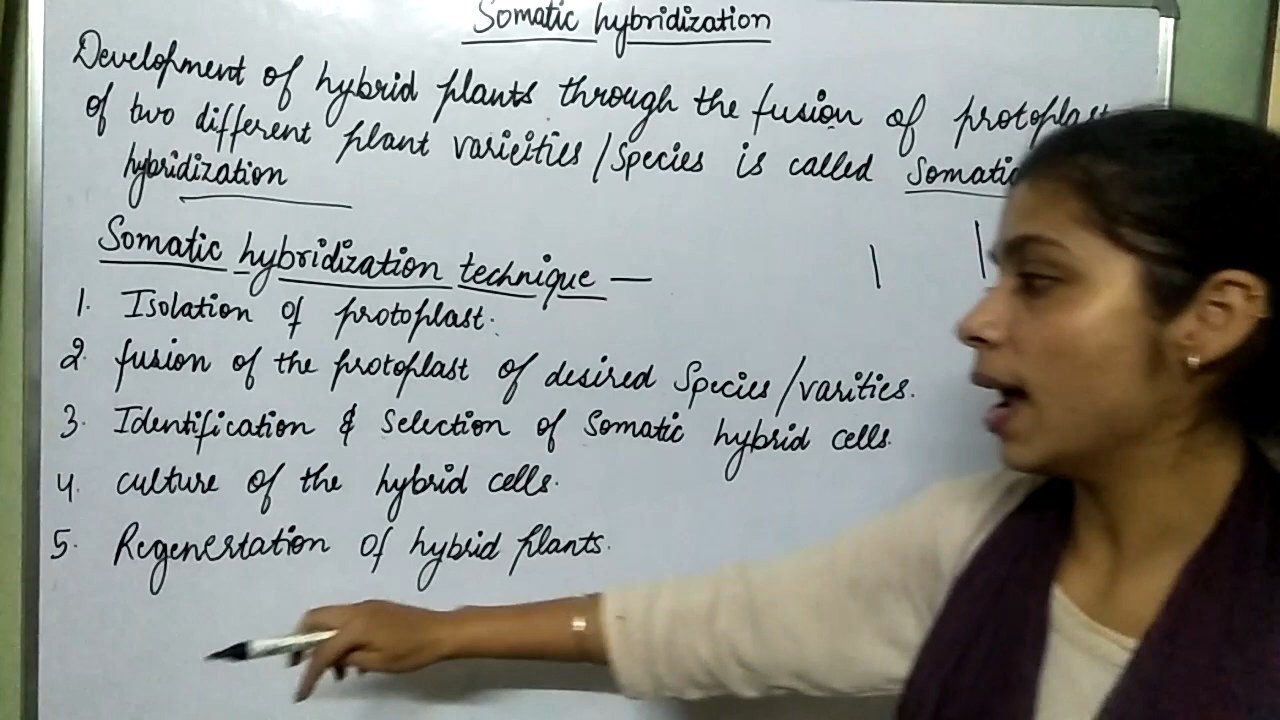 Somatic hybridization
Development of hybrid plants through the fusion of protoplast
of two different plant varieities / Species is called Somatic
hybridization
Somatic hybridization technique —
1. Isolation of protoplast.
2. fusion of the protoplast of desired Species / varities.
3. Identification & Selection of Somatic hybrid cells.
4. culture of the hybrid cells.
5. Regenertation of hybrid plants.